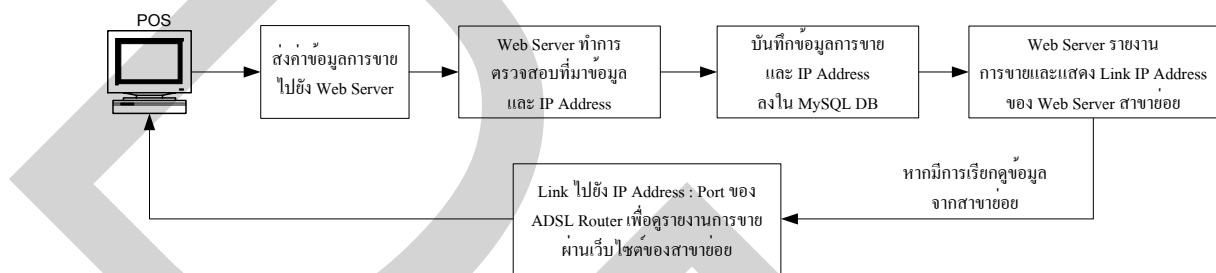 POS
ส่งค่าข้อมูลการขาย
ไปยัง Web Server
Web Server ทำการ
ตรวจสอบที่มาข้อมูล
และ IP Address
บันทึกข้อมูลการขาย
และ IP Address
ลงใน MySQL DB
Web Server รายงาน
การขายและแสดง Link IP Address
ของ Web Server สาขาย่อย
หากมีการเรียกดูข้อมูล
จากสาขาย่อย
Link ไปยัง IP Address : Port ของ
ADSL Router เพื่อดูรายงานการขาย
ผ่านเว็บไซต์ของสาขาย่อย